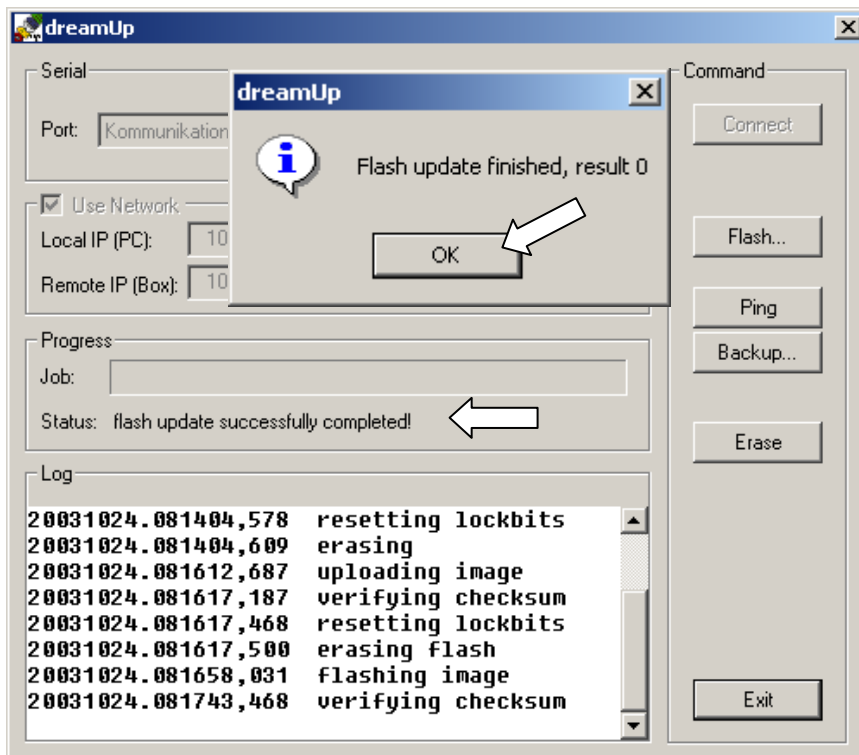 dreamUp
Serial
Port: Kommunikation
Use Network
Local IP (PC): 10
Remote IP (Box): 10
dreamUp
Flash update finished, result 0
OK
Progress
Job:
Status: flash update successfully completed!
Log
20031024.081404,578 resetting lockbits
20031024.081404,609 erasing
20031024.081612,687 uploading image
20031024.081617,187 verifying checksum
20031024.081617,468 resetting lockbits
20031024.081617,500 erasing flash
20031024.081658,031 flashing image
20031024.081743,468 verifying checksum
Command
Connect
Flash...
Ping
Backup...
Erase
Exit